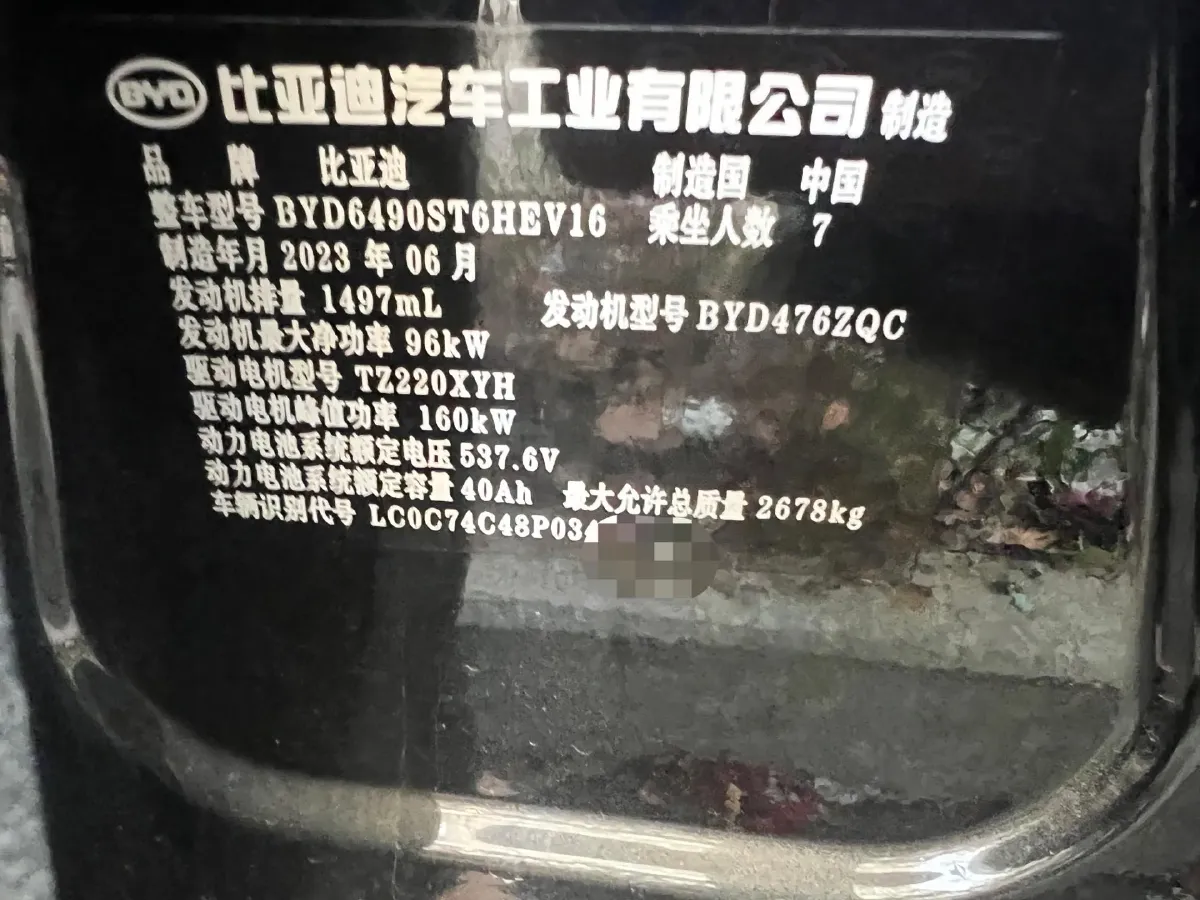 BYD 比亚迪汽车工业有限公司 制造
品 牌 比亚迪 制造国 中国
整车型号 BYD6490ST6HEV16 乘坐人数 7
制造年月 2023 年 06 月
发动机排量 1497mL 发动机型号 BYD476ZQC
发动机最大净功率 96kW
驱动电机型号 TZ220XYH
驱动电机峰值功率 160kW
动力电池系统额定电压 537.6V
动力电池系统额定容量 40Ah 最大允许总质量 2678kg
车辆识别代号 LC0C74C48P03